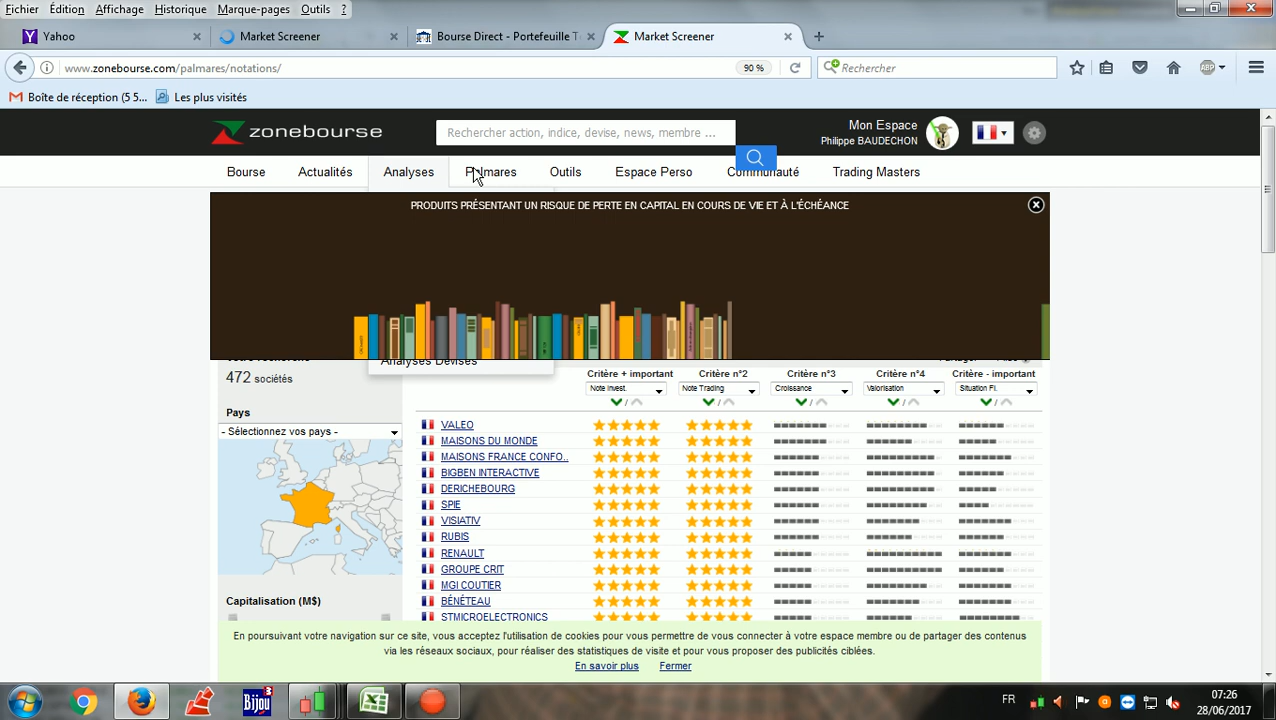 Fichier Édition Affichage Historique Marque-pages Outils ?
Yahoo
Market Screener
Bourse Direct - Portefeuille T
Market Screener
www.zonebourse.com/palmares/notations/
90 %
Rechercher
Boîte de réception (5 5...
Les plus visités
zonebourse
Rechercher action, indice, devise, news, membre ...
Mon Espace
Philippe BAUDECHON
Bourse Actualités Analyses Palmares Outils Espace Perso Communauté Trading Masters
PRODUITS PRÉSENTANT UN RISQUE DE PERTE EN CAPITAL EN COURS DE VIE ET À L'ÉCHÉANCE
Analyses Devises
472 sociétés
Critère + important Critère n°2 Critère n°3 Critère n°4 Critère - important
Note Invest. Note Trading Croissance Valorisation Situation Fi.
Pays
- Sélectionnez vos pays -
VALEO
MAISONS DU MONDE
MAISONS FRANCE CONFO..
BIGBEN INTERACTIVE
DERICHEBOURG
SPIE
VISIATIV
RUBIS
RENAULT
GROUPE CRIT
MGI COUTIER
BÉNÉTEAU
STMICROELECTRONICS
Capitalisation (M$)
En poursuivant votre navigation sur ce site, vous acceptez l'utilisation de cookies pour vous permettre de vous connecter à votre espace membre ou de partager des contenus
via les réseaux sociaux, pour réaliser des statistiques de visite et pour vous proposer des publicités ciblées.
En savoir plus Fermer
Bijou 3
FR
07:26
28/06/2017